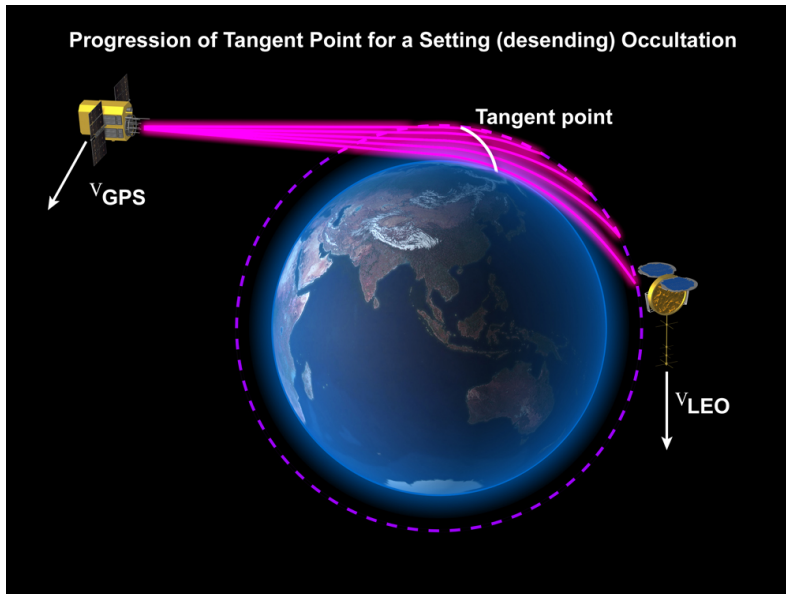 Progression of Tangent Point for a Setting (desending) Occultation
Tangent point
VGPS
VLEO